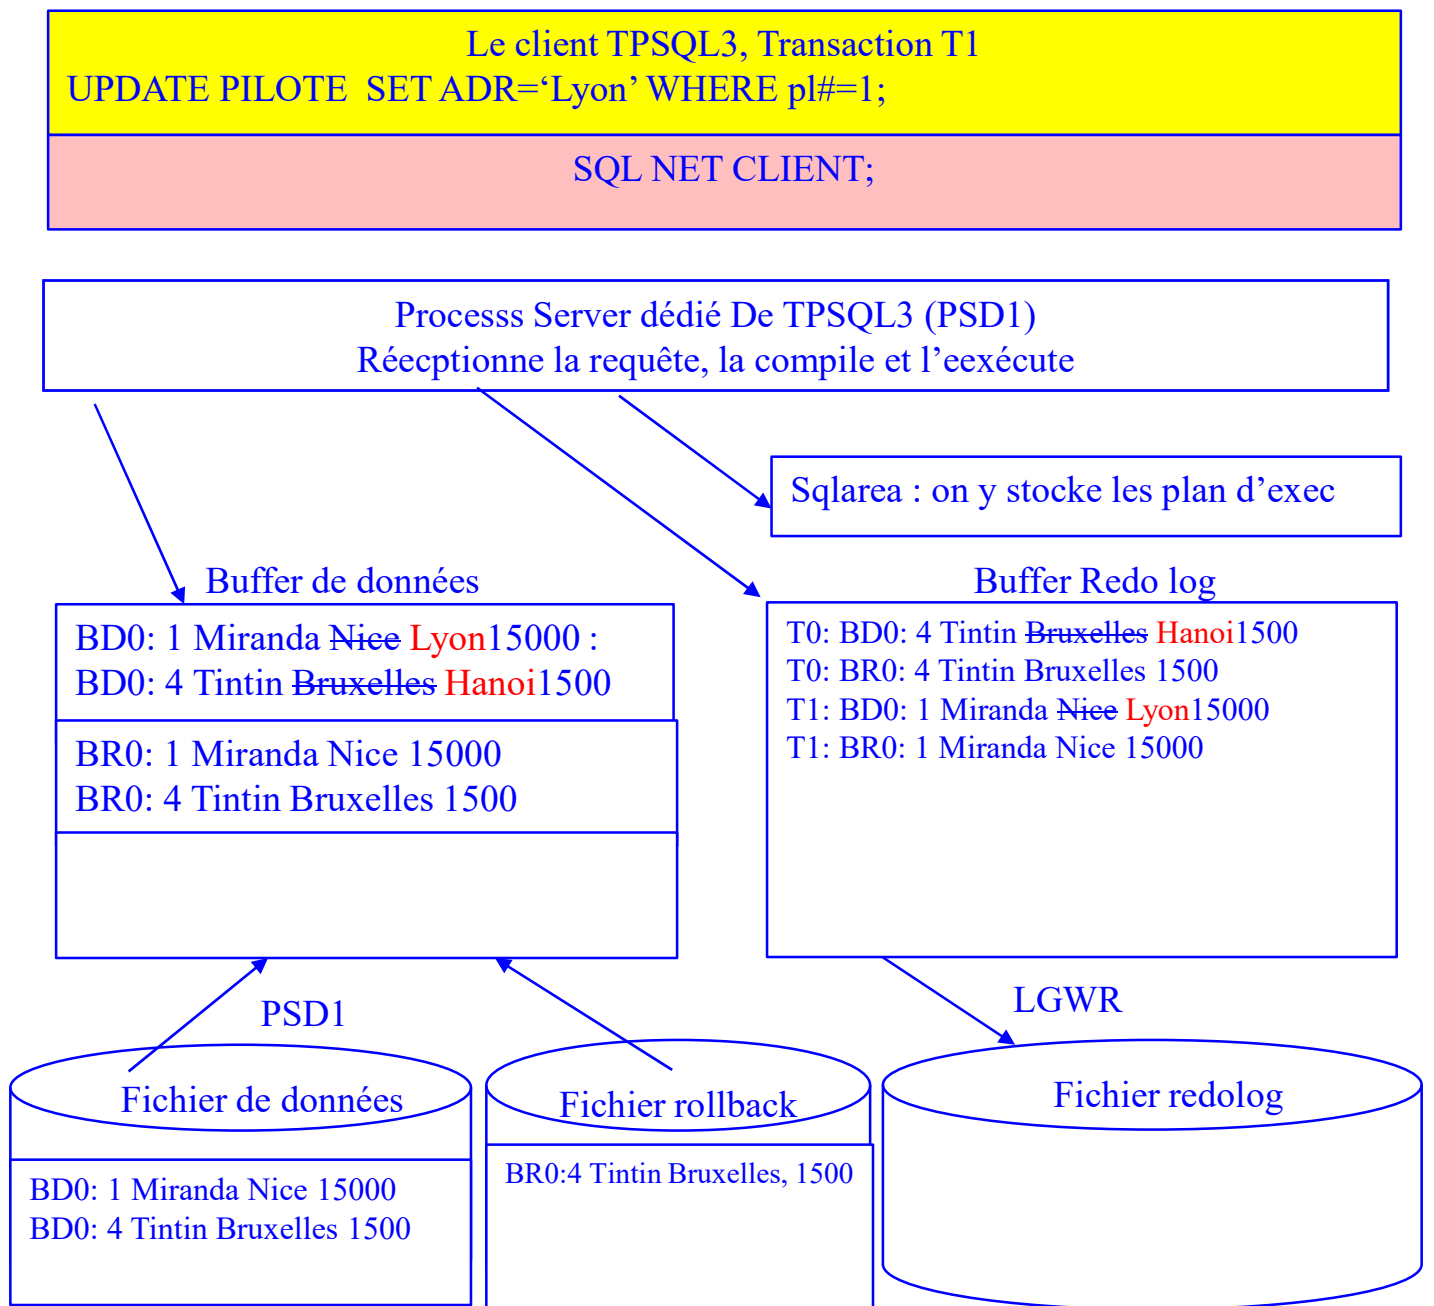 Le client TPSQL3, Transaction T1
UPDATE PILOTE SET ADR=‘Lyon’ WHERE pl#=1;
SQL NET CLIENT;
Processs Server dédié De TPSQL3 (PSD1)
Réecptionne la requête, la compile et l’eexécute
Sqlarea : on y stocke les plan d’exec
Buffer de données
BD0: 1 Miranda Nice Lyon15000 :
BD0: 4 Tintin Bruxelles Hanoi1500
BR0: 1 Miranda Nice 15000
BR0: 4 Tintin Bruxelles 1500
Buffer Redo log
T0: BD0: 4 Tintin Bruxelles Hanoi1500
T0: BR0: 4 Tintin Bruxelles 1500
T1: BD0: 1 Miranda Nice Lyon15000
T1: BR0: 1 Miranda Nice 15000
PSD1
LGWR
Fichier de données
BD0: 1 Miranda Nice 15000
BD0: 4 Tintin Bruxelles 1500
Fichier rollback
BR0:4 Tintin Bruxelles, 1500
Fichier redolog